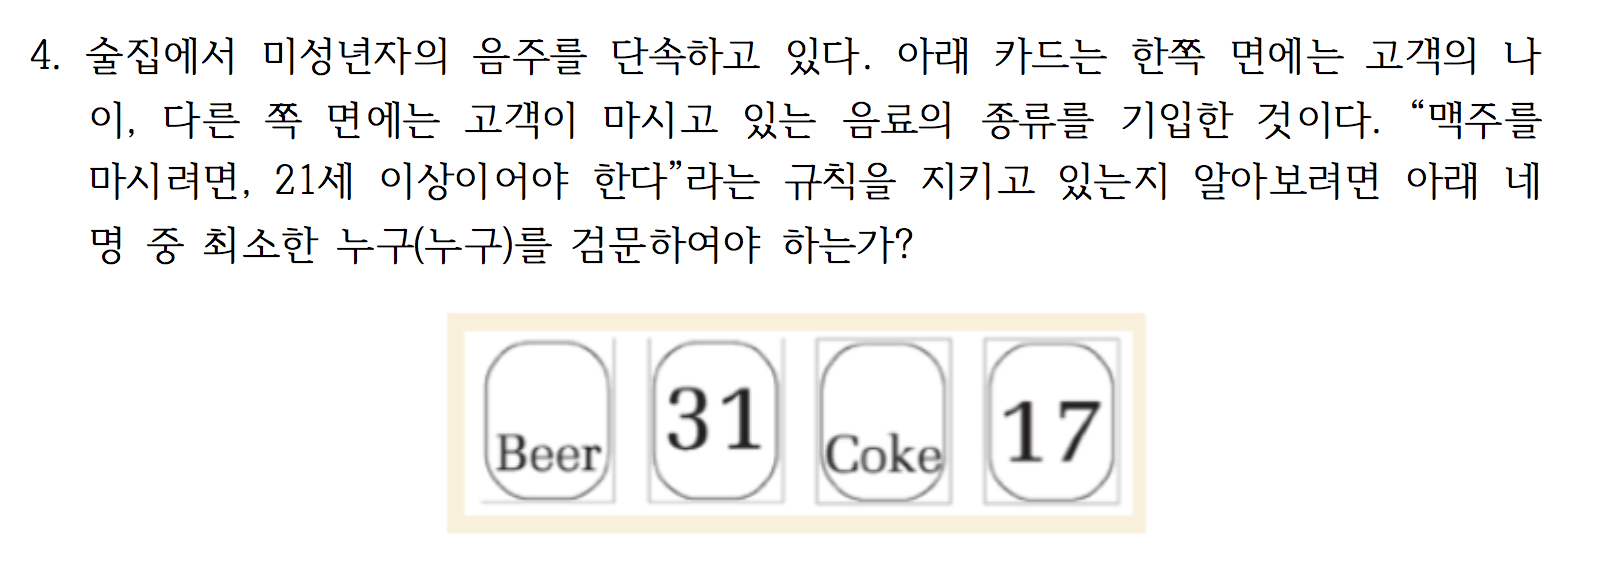 4. 술집에서 미성년자의 음주를 단속하고 있다. 아래 카드는 한쪽 면에는 고객의 나
이, 다른 쪽 면에는 고객이 마시고 있는 음료의 종류를 기입한 것이다. “맥주를
마시려면, 21세 이상이어야 한다”라는 규칙을 지키고 있는지 알아보려면 아래 네
명 중 최소한 누구(누구)를 검문하여야 하는가?
Beer 31 Coke 17